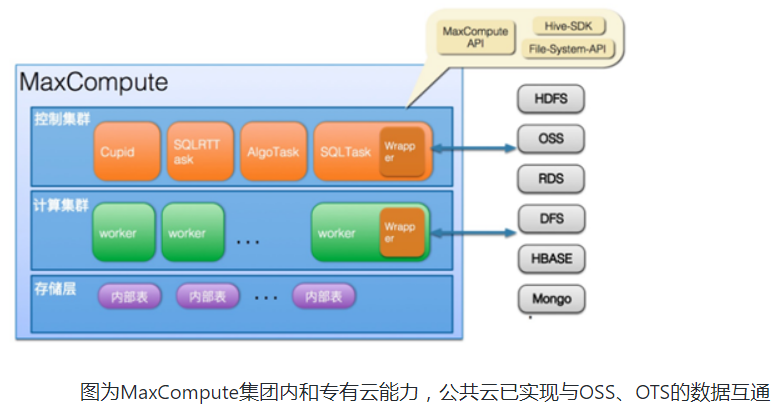 MaxCompute
API
Hive-SDK
File-System-API
MaxCompute
控制集群
Cupid
SQLRTT
ask
AlgoTask
SQLTask
Wrapp
er
计算集群
worker
worker
...
worker
Wrapp
er
存储层
内部表
内部表
...
内部表
HDFS
OSS
RDS
DFS
HBASE
Mongo
图为MaxCompute集团内和专有云能力，公共云已实现与OSS、OTS的数据互通